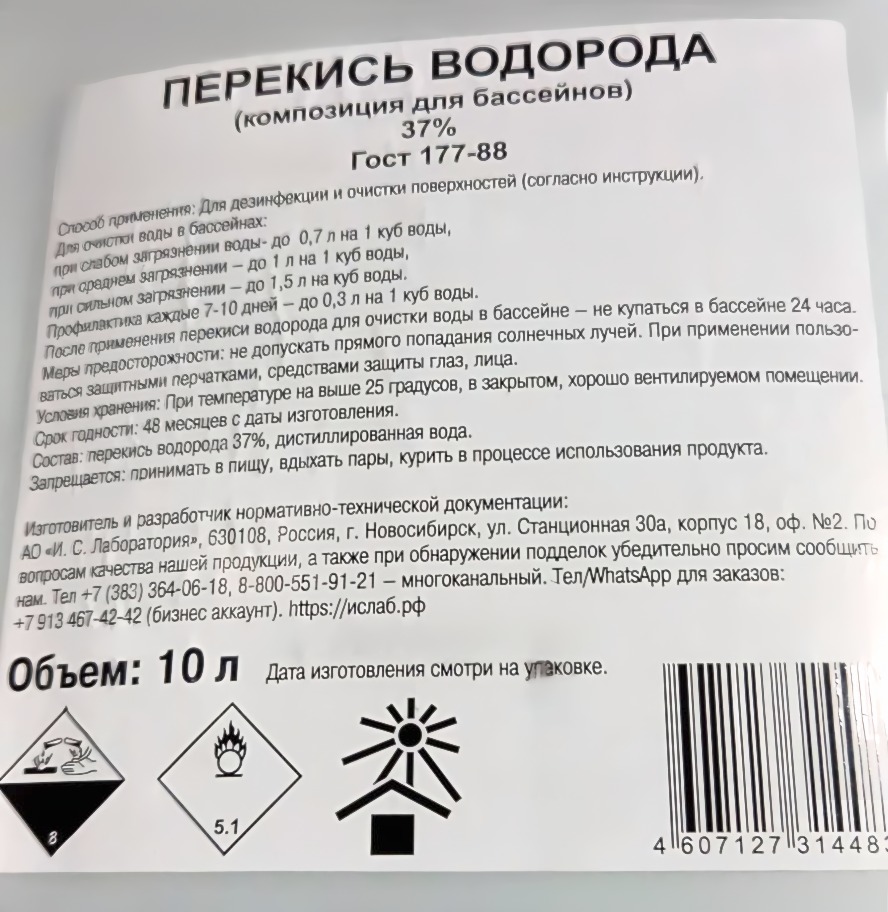 ПЕРЕКИСЬ ВОДОРОДА
(композиция для бассейнов)
37%
Гост 177-88
Способ применения: Для дезинфекции и очистки поверхностей (согласно инструкции).
Для очистки воды в бассейнах:
при слабом загрязнении воды- до 0,7 л на 1 куб воды,
при среднем загрязнении – до 1 л на 1 куб воды,
при сильном загрязнении – до 1,5 л на куб воды.
Профилактика каждые 7-10 дней – до 0,3 л на 1 куб воды.
После применения перекиси водорода для очистки воды в бассейне – не купаться в бассейне 24 часа.
Меры предосторожности: не допускать прямого попадания солнечных лучей. При применении пользо-
ваться защитными перчатками, средствами защиты глаз, лица.
Условия хранения: При температуре на выше 25 градусов, в закрытом, хорошо вентилируемом помещении.
Срок годности: 48 месяцев с даты изготовления.
Состав: перекись водорода 37%, дистиллированная вода.
Запрещается: принимать в пищу, вдыхать пары, курить в процессе использования продукта.
Изготовитель и разработчик нормативно-технической документации:
АО «И. С. Лаборатория», 630108, Россия, г. Новосибирск, ул. Станционная 30а, корпус 18, оф. №2. По
вопросам качества нашей продукции, а также при обнаружении подделок убедительно просим сообщить
нам. Тел +7 (383) 364-06-18, 8-800-551-91-21 – многоканальный. Тел/WhatsApp для заказов:
+7 913 467-42-42 (бизнес аккаунт). https://ислаб.рф
Объем: 10 л Дата изготовления смотри на упаковке.
8
5.1
4 607127 314483